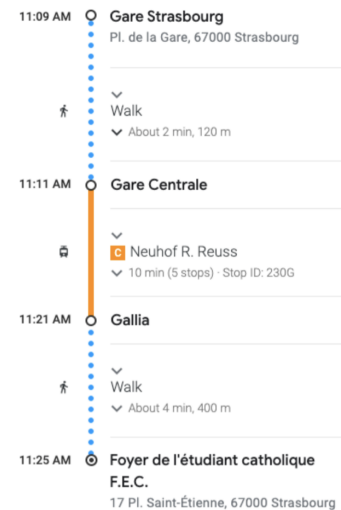 11:09 AM Gare Strasbourg
Pl. de la Gare, 67000 Strasbourg
Walk
About 2 min, 120 m
11:11 AM Gare Centrale
C Neuhof R. Reuss
10 min (5 stops) · Stop ID: 230G
11:21 AM Gallia
Walk
About 4 min, 400 m
11:25 AM Foyer de l'étudiant catholique
F.E.C.
17 Pl. Saint-Étienne, 67000 Strasbourg